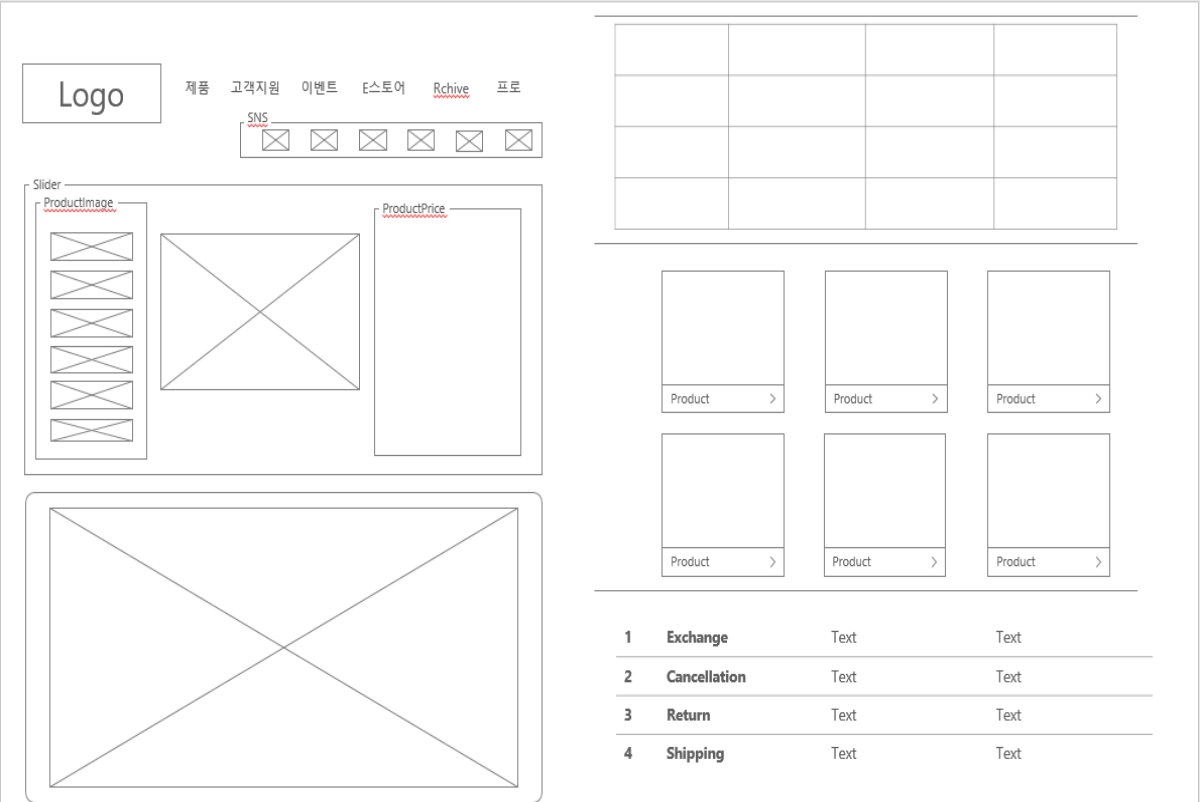 Logo
제품 고객지원 이벤트 E스토어 Rchive 프로
SNS
Slider
ProductImage
ProductPrice
Product
Product
Product
Product
Product
Product
1 Exchange Text Text
2 Cancellation Text Text
3 Return Text Text
4 Shipping Text Text